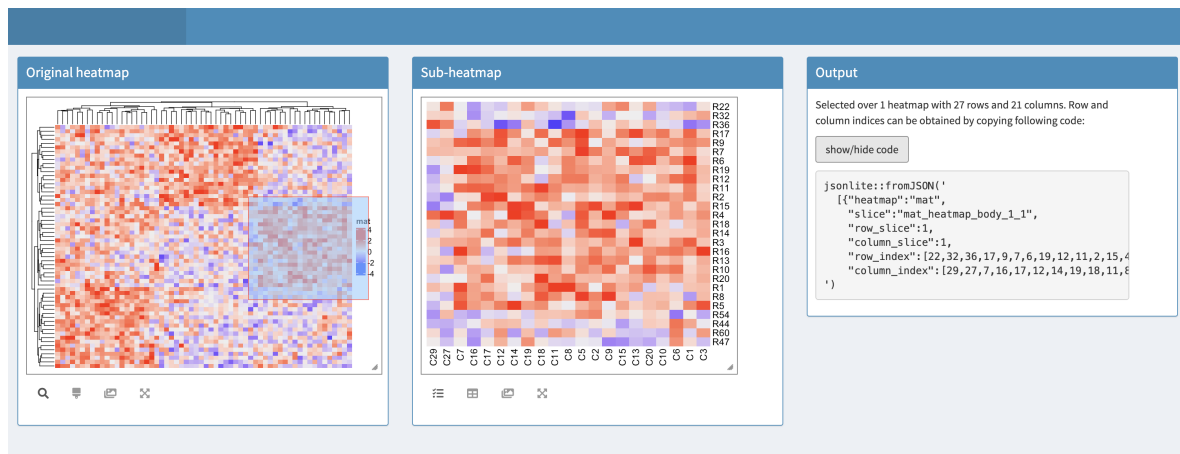 Original heatmap
mat
4
2
0
-2
-4
Sub-heatmap
R22
R32
R36
R17
R9
R7
R6
R19
R12
R11
R2
R15
R4
R18
R14
R3
R16
R13
R10
R20
R1
R8
R5
R54
R44
R60
R47
C29 C27 C7 C16 C17 C12 C14 C19 C18 C11 C8 C5 C2 C9 C15 C13 C20 C10 C6 C1 C3
Output
Selected over 1 heatmap with 27 rows and 21 columns. Row and
column indices can be obtained by copying following code:
show/hide code
jsonlite::fromJSON('
[{"heatmap":"mat",
"slice":"mat_heatmap_body_1_1",
"row_slice":1,
"column_slice":1,
"row_index":[22,32,36,17,9,7,6,19,12,11,2,15,4
"column_index":[29,27,7,16,17,12,14,19,18,11,8
')